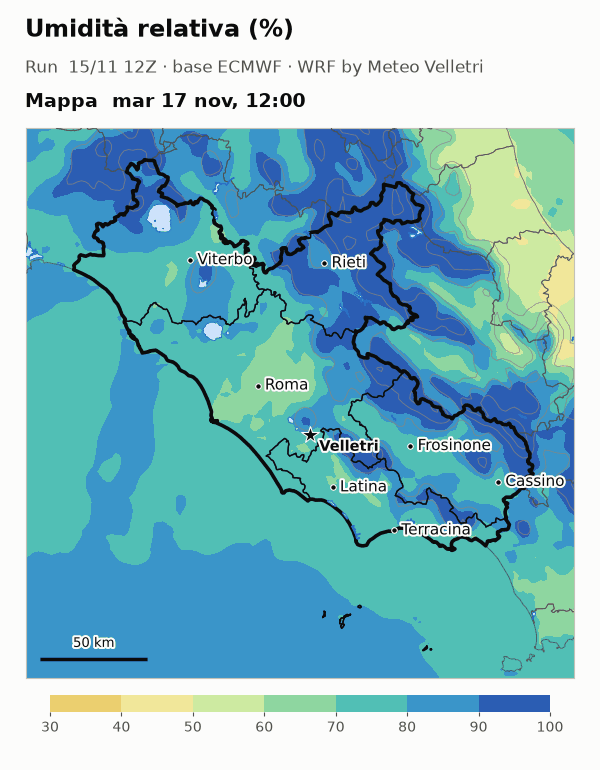 Umidità relativa (%)
Run  15/11 12Z · base ECMWF · WRF by Meteo Velletri
Mappa  mar 17 nov, 12:00
Viterbo
Rieti
Roma
Velletri
Frosinone
Latina
Cassino
Terracina
50 km
30 40 50 60 70 80 90 100